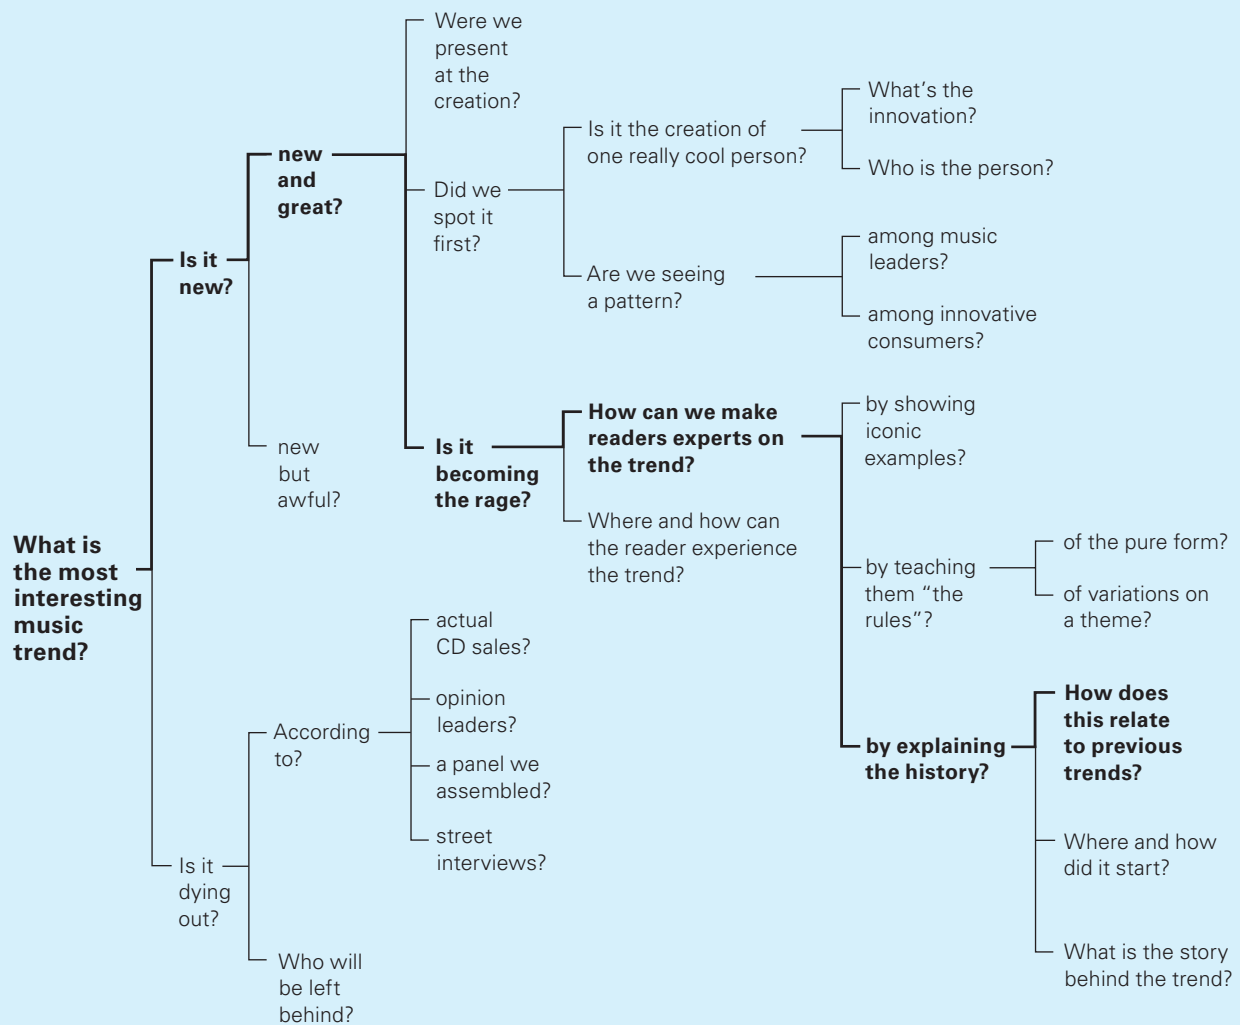 What is
the most
interesting
music
trend?
Is it
new?
new
and
great?
Were we
present
at the
creation?
Did we
spot it
first?
Is it the creation of
one really cool person?
What’s the
innovation?
Who is the person?
Are we seeing
a pattern?
among music
leaders?
among innovative
consumers?
Is it
becoming
the rage?
How can we make
readers experts on
the trend?
by showing
iconic
examples?
by teaching
them “the
rules”?
of the pure form?
of variations on
a theme?
by explaining
the history?
How does
this relate
to previous
trends?
Where and how
did it start?
What is the story
behind the trend?
Where and how can
the reader experience
the trend?
new
but
awful?
Is it
dying
out?
According
to?
actual
CD sales?
opinion
leaders?
a panel we
assembled?
street
interviews?
Who will
be left
behind?